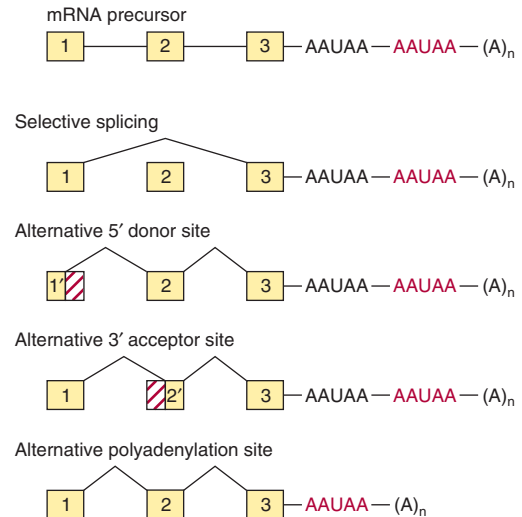 mRNA precursor
1 2 3 AAUAA — AAUAA — (A)n
Selective splicing
1 2 3 AAUAA — AAUAA — (A)n
Alternative 5′ donor site
1′ 2 3 AAUAA — AAUAA — (A)n
Alternative 3′ acceptor site
1 2′ 3 AAUAA — AAUAA — (A)n
Alternative polyadenylation site
1 2 3 AAUAA — (A)n